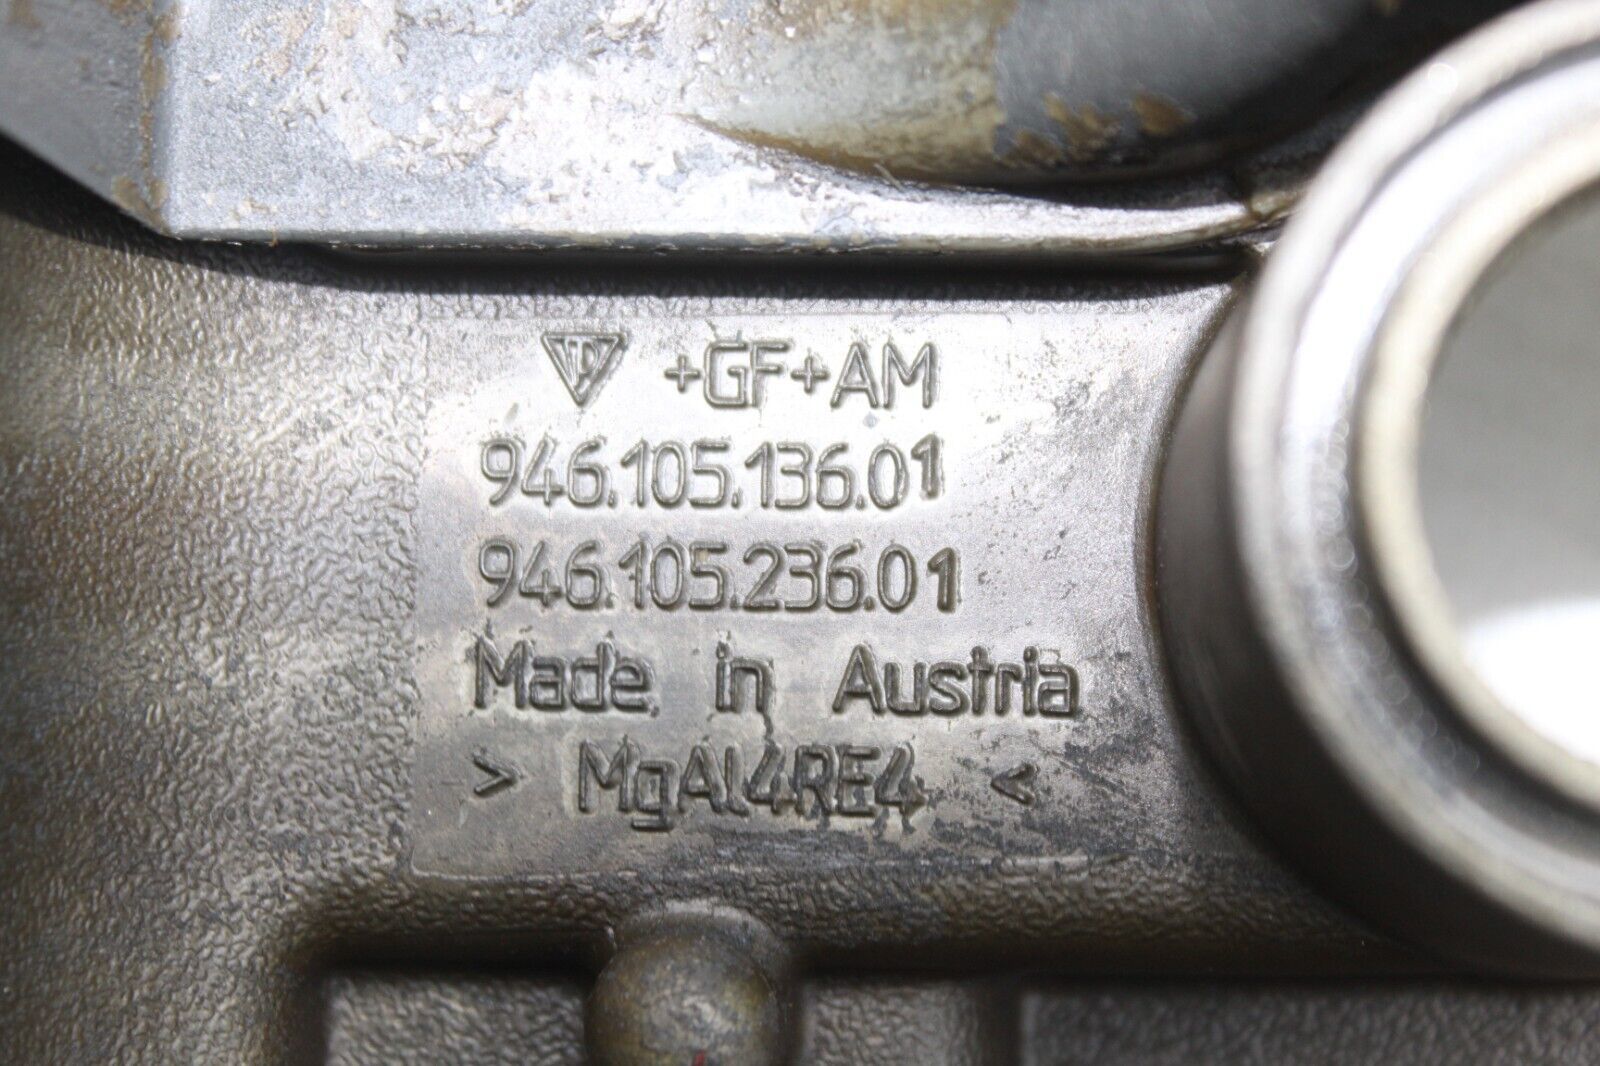 +GF+AM
946.105.136.01
946.105.236.01
Made in Austria
> MgAl4RE4 <